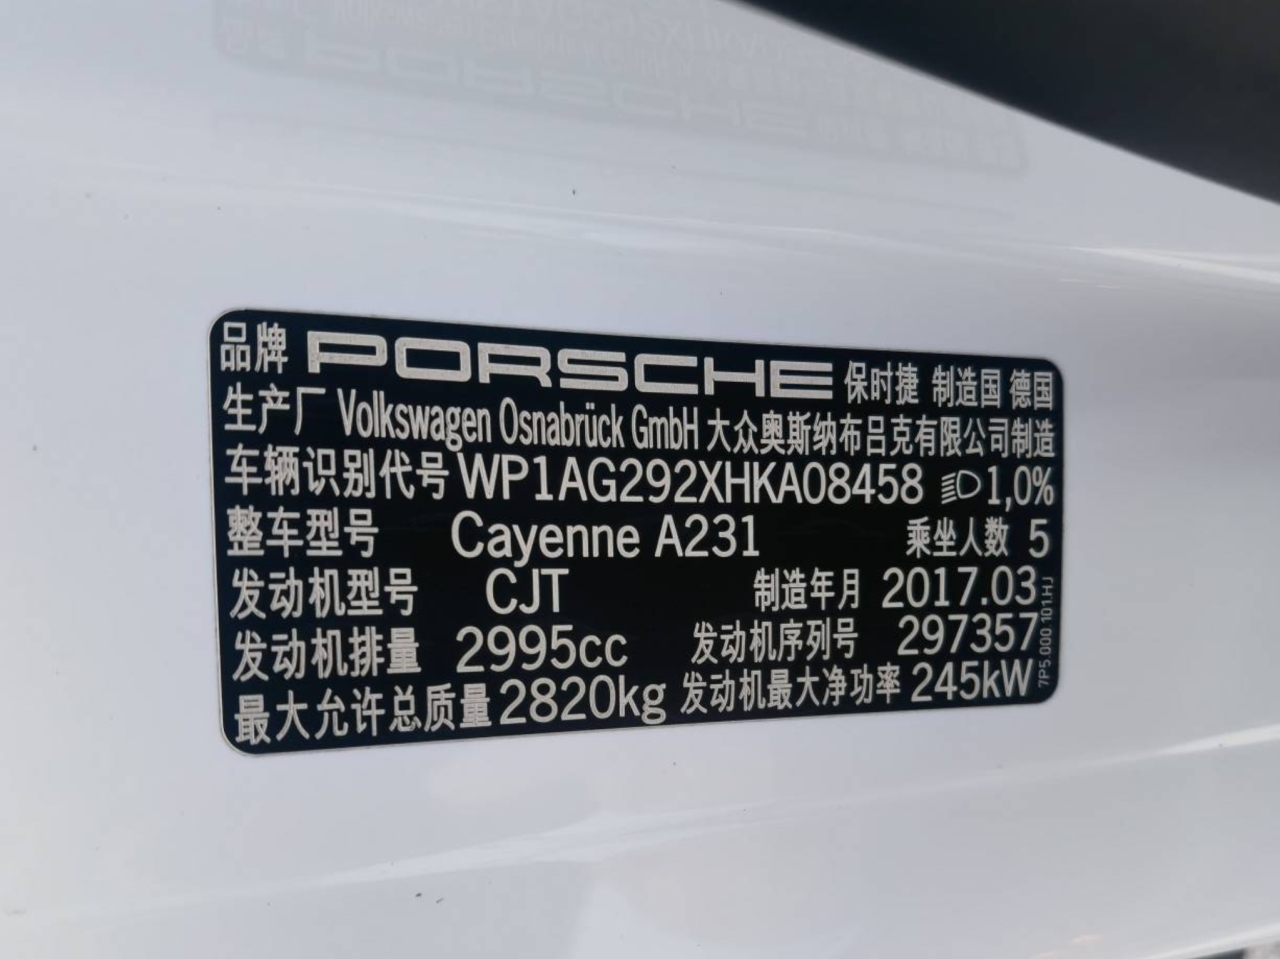 品牌 PORSCHE 保时捷 制造国 德国
生产厂 Volkswagen Osnabrück GmbH 大众奥斯纳布吕克有限公司制造
车辆识别代号 WP1AG292XHKA08458 1,0%
整车型号 Cayenne A231 乘坐人数 5
发动机型号 CJT 制造年月 2017.03
发动机排量 2995cc 发动机序列号 297357
最大允许总质量 2820kg 发动机最大净功率 245kW
7P5.000 101.HJ